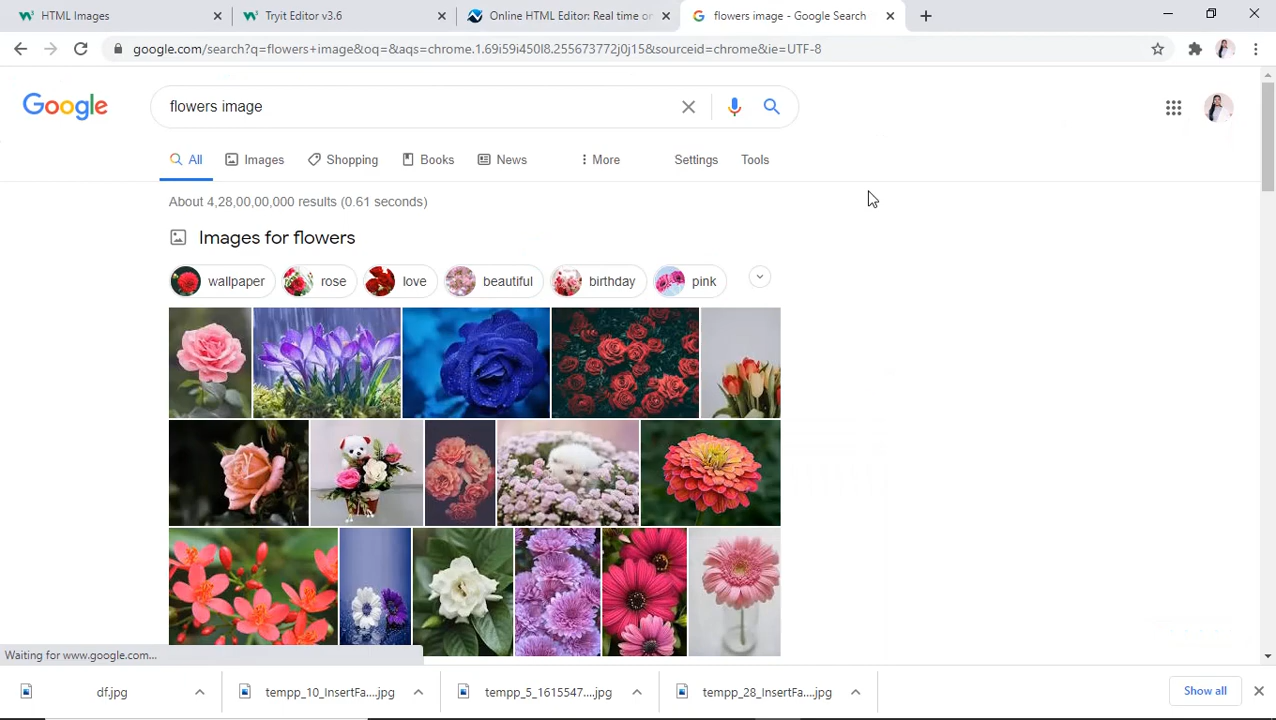 HTML Images
Tryit Editor v3.6
Online HTML Editor: Real time or
flowers image - Google Search
google.com/search?q=flowers+image&oq=&aqs=chrome.1.69i59i450l8.255673772j0j15&sourceid=chrome&ie=UTF-8
Google
flowers image
All
Images
Shopping
Books
News
More
Settings
Tools
About 4,28,00,00,000 results (0.61 seconds)
Images for flowers
wallpaper
rose
love
beautiful
birthday
pink
Waiting for www.google.com...
df.jpg
tempp_10_InsertFa....jpg
tempp_5_1615547....jpg
tempp_28_InsertFa....jpg
Show all